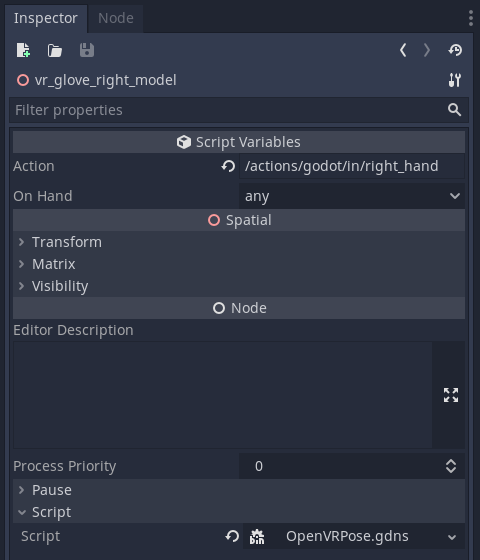 Inspector Node
vr_glove_right_model
Filter properties
Script Variables
Action /actions/godot/in/right_hand
On Hand any
Spatial
Transform
Matrix
Visibility
Node
Editor Description
Process Priority 0
Pause
Script
Script OpenVRPose.gdns